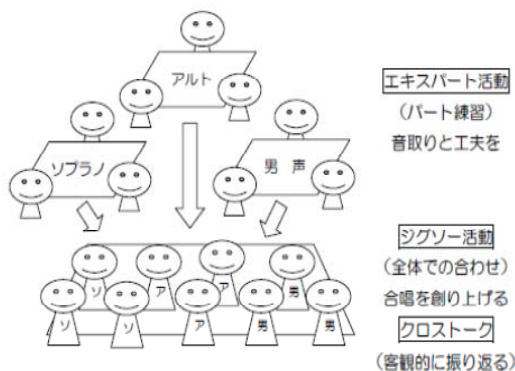 アルト
ソプラノ
男声
エキスパート活動
(パート練習)
音取りと工夫を
ソ
ア
ア
男
ソ
ソ
ア
男
男
ジグソー活動
(全体での合わせ)
合唱を創り上げる
クロストーク
(客観的に振り返る)